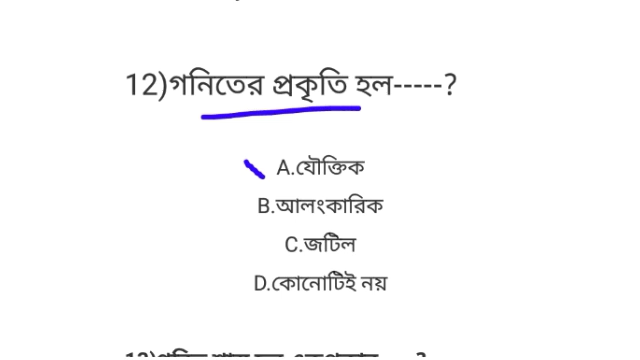 12)গনিতের প্রকৃতি হল-----?
A.যৌক্তিক
B.আলংকারিক
C.জটিল
D.কোনোটিই নয়